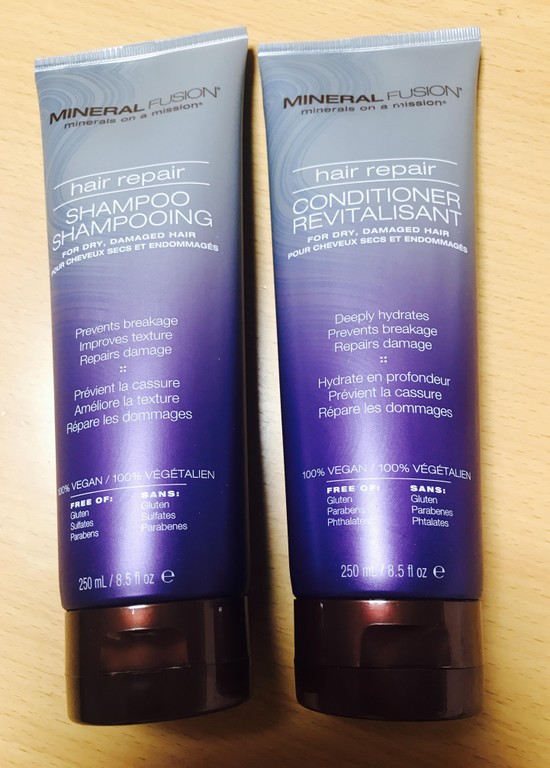 MINERAL FUSION®
minerals on a mission®
hair repair
SHAMPOO
SHAMPOOING
FOR DRY, DAMAGED HAIR
POUR CHEVEUX SECS ET ENDOMMAGÉS
Prevents breakage
Improves texture
Repairs damage
Prévient la cassure
Améliore la texture
Répare les dommages
100% VEGAN / 100% VÉGÉTALIEN
FREE OF:
Gluten
Sulfates
Parabens
SANS:
Gluten
Sulfates
Parabenes
250 mL / 8.5 fl oz e
MINERAL FUSION®
minerals on a mission®
hair repair
CONDITIONER
REVITALISANT
FOR DRY, DAMAGED HAIR
POUR CHEVEUX SECS ET ENDOMMAGÉS
Deeply hydrates
Prevents breakage
Repairs damage
Hydrate en profondeur
Prévient la cassure
Répare les dommages
100% VEGAN / 100% VÉGÉTALIEN
FREE OF:
Gluten
Parabens
Phthalates
SANS:
Gluten
Parabenes
Phtalates
250 mL / 8.5 fl oz e